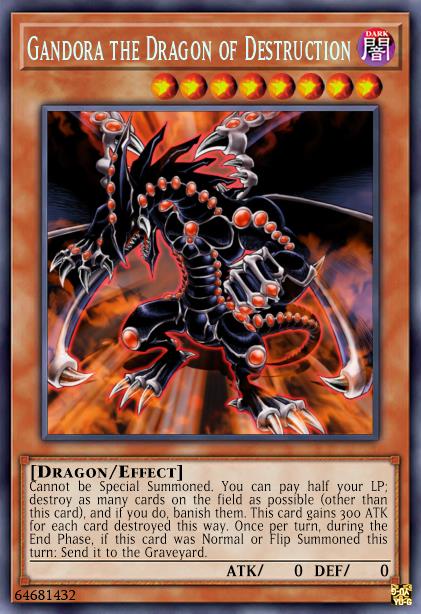 GANDORA THE DRAGON OF DESTRUCTION
DARK
闇
[DRAGON/EFFECT]
Cannot be Special Summoned. You can pay half your LP;
destroy as many cards on the field as possible (other than
this card), and if you do, banish them. This card gains 300 ATK
for each card destroyed this way. Once per turn, during the
End Phase, if this card was Normal or Flip Summoned this
turn: Send it to the Graveyard.
ATK/ 0 DEF/ 0
64681432